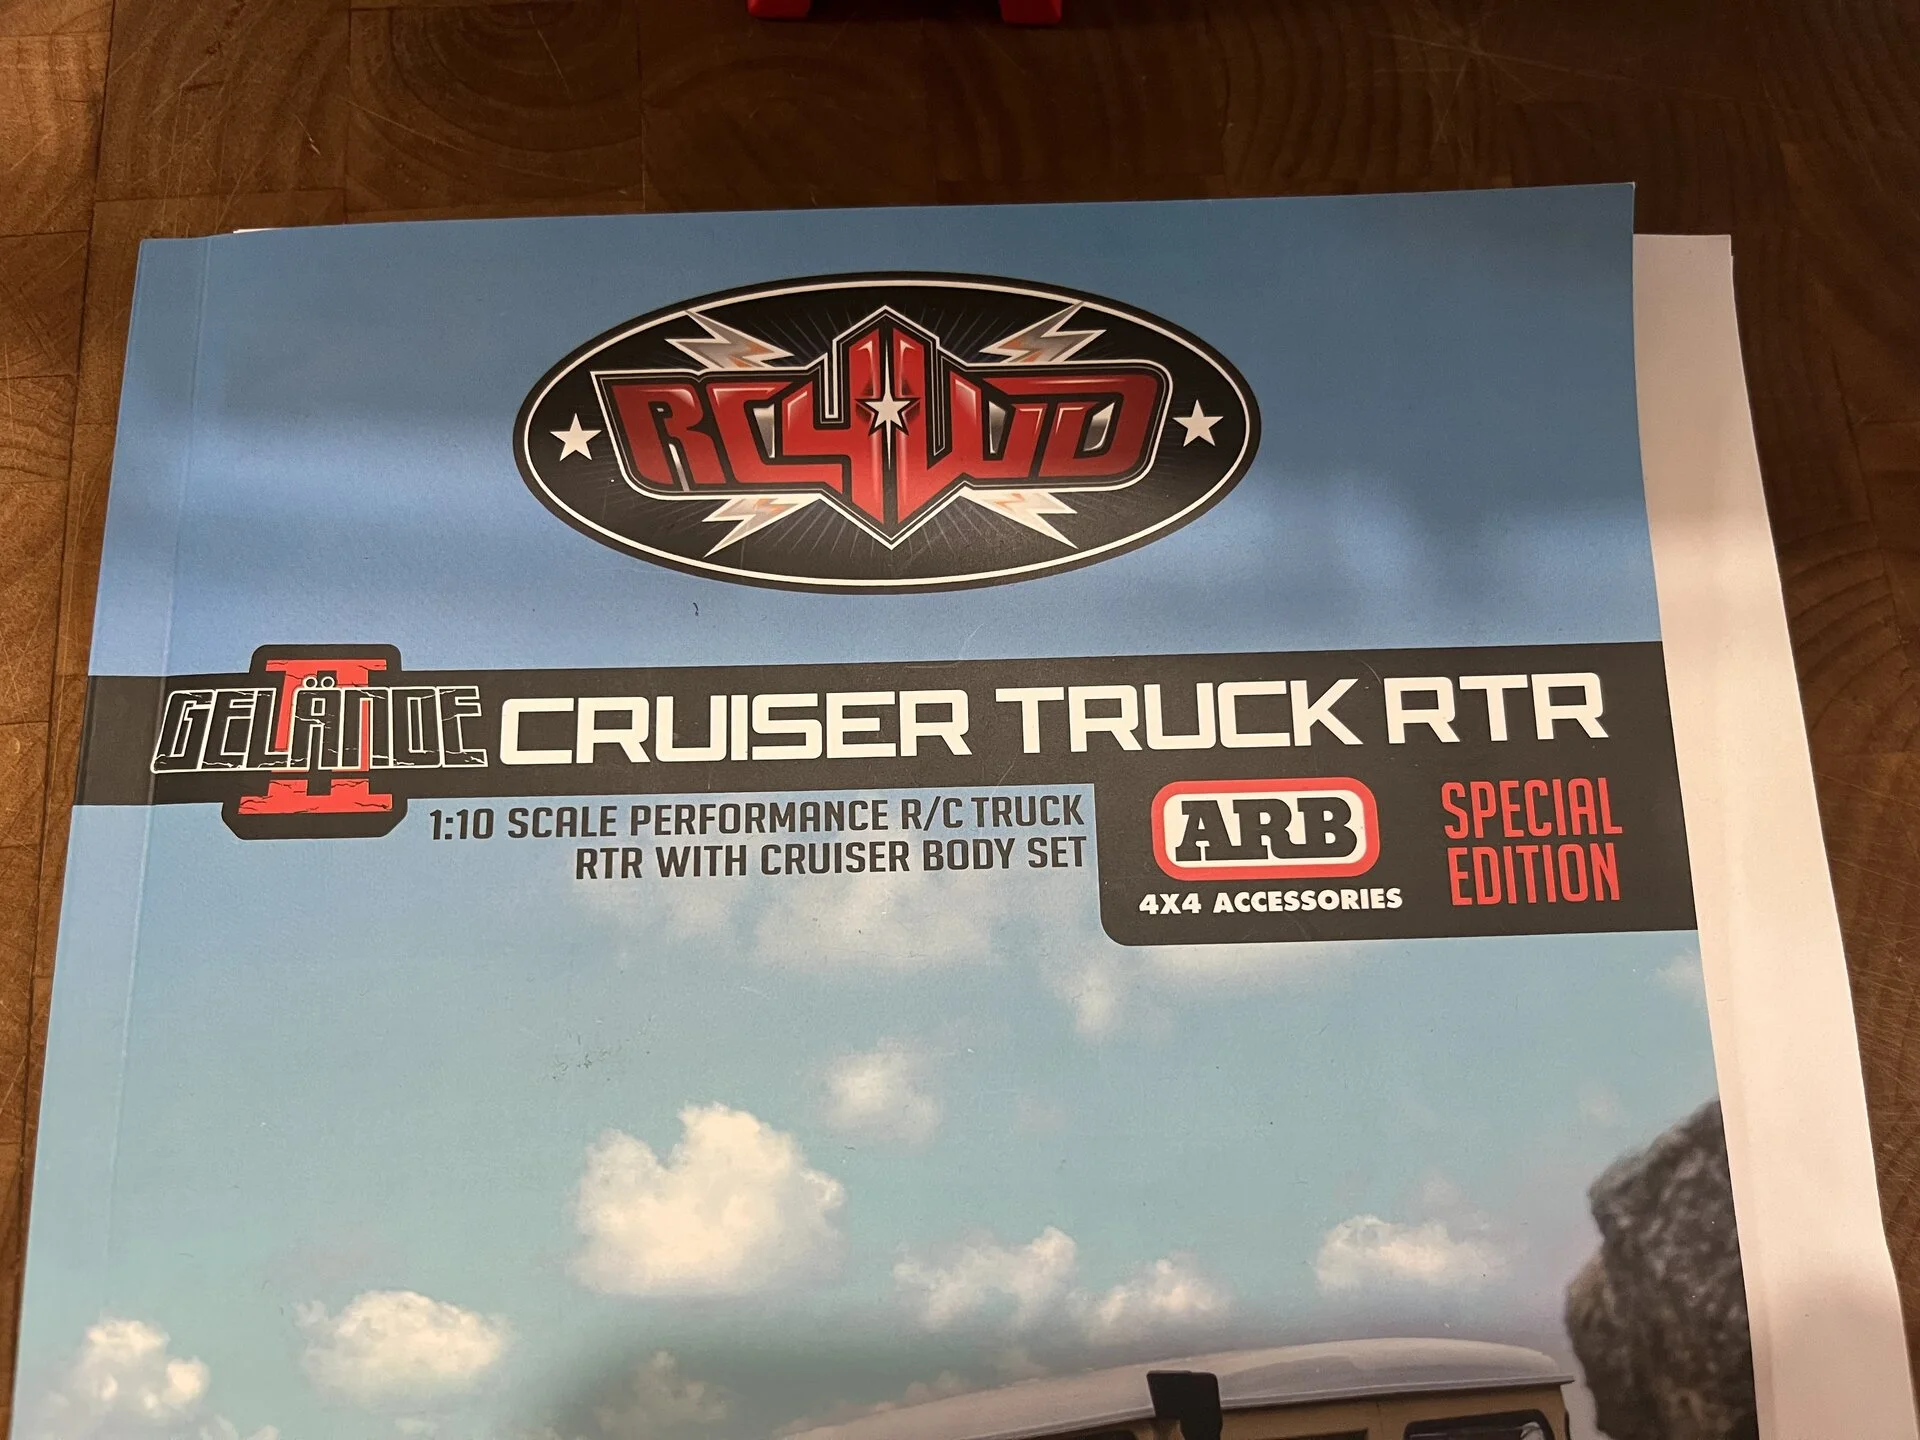 RC4WD
GELÄNDE II CRUISER TRUCK RTR
1:10 SCALE PERFORMANCE R/C TRUCK
RTR WITH CRUISER BODY SET
ARB
4X4 ACCESSORIES
SPECIAL
EDITION